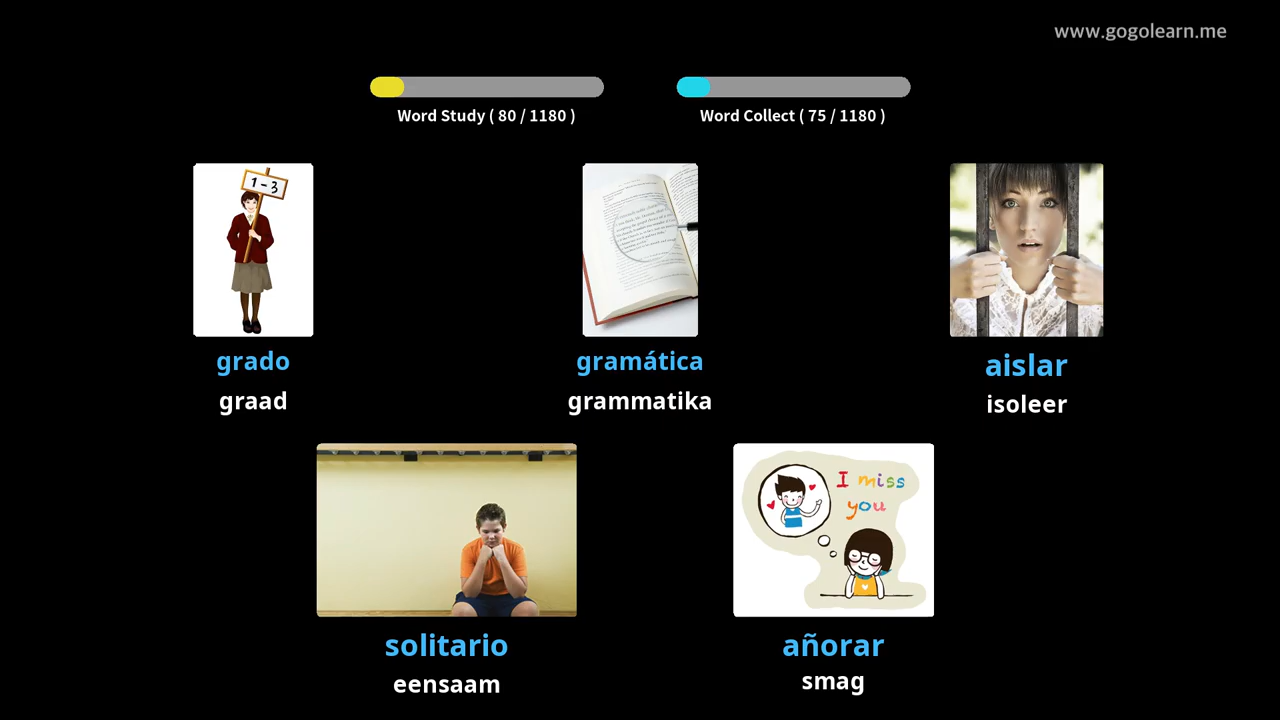 www.gogolearn.me
Word Study ( 80 / 1180 )
Word Collect ( 75 / 1180 )
1 - 3
grado
graad
gramática
grammatika
aislar
isoleer
I miss
you
solitario
eensaam
añorar
smag